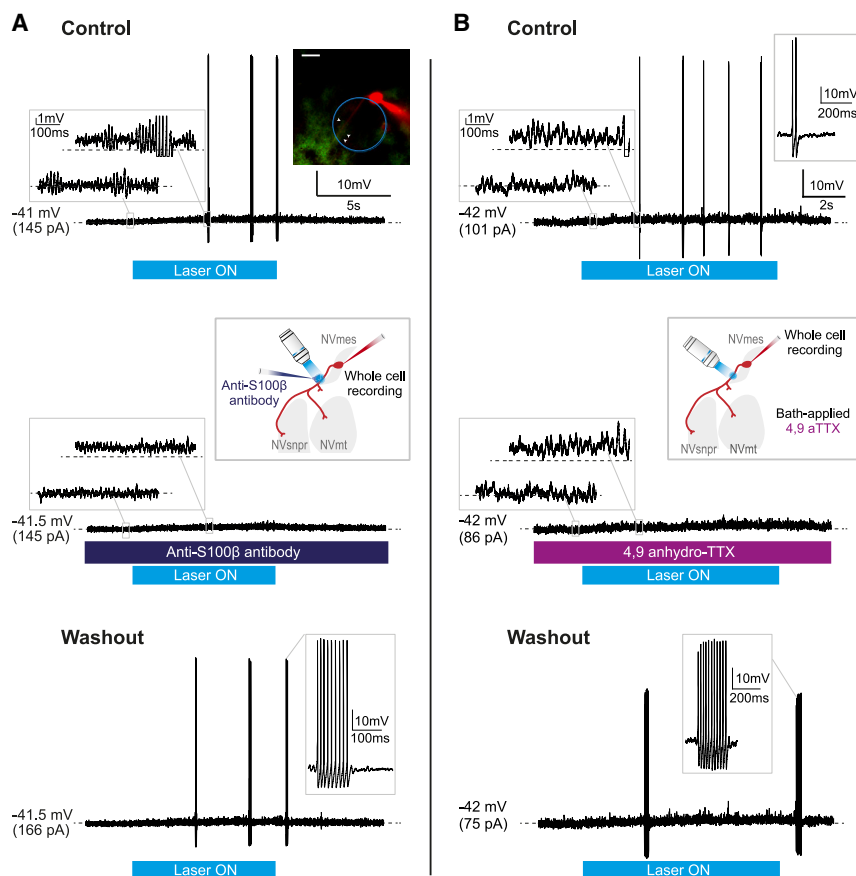 A
Control
1mV
100ms
10mV
5s
-41 mV
(145 pA)
Laser ON
NVmes
Anti-S100β
antibody
Whole cell
recording
NVsnpr
NVmt
-41.5 mV
(145 pA)
Anti-S100β antibody
Laser ON
Washout
10mV
100ms
-41.5 mV
(166 pA)
Laser ON
B
Control
1mV
100ms
10mV
200ms
10mV
2s
-42 mV
(101 pA)
Laser ON
NVmes
Whole cell
recording
Bath-applied
4,9 aTTX
NVsnpr
NVmt
-42 mV
(86 pA)
4,9 anhydro-TTX
Laser ON
Washout
10mV
200ms
-42 mV
(75 pA)
Laser ON